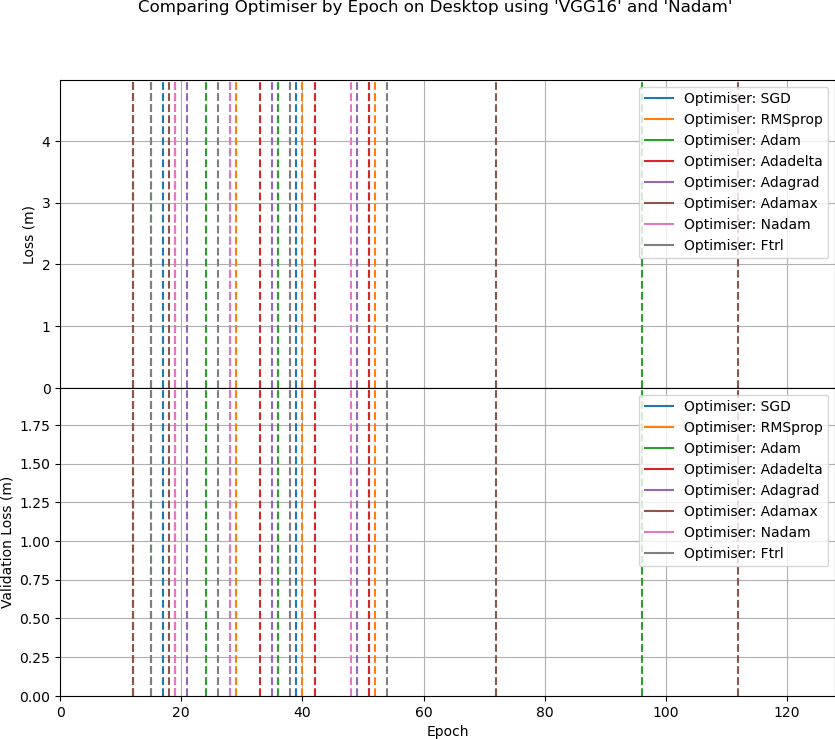 Comparing Optimiser by Epoch on Desktop using 'VGG16' and 'Nadam'
Loss (m)
4
3
2
1
0
Optimiser: SGD
Optimiser: RMSprop
Optimiser: Adam
Optimiser: Adadelta
Optimiser: Adagrad
Optimiser: Adamax
Optimiser: Nadam
Optimiser: Ftrl
Validation Loss (m)
1.75
1.50
1.25
1.00
0.75
0.50
0.25
0.00
Optimiser: SGD
Optimiser: RMSprop
Optimiser: Adam
Optimiser: Adadelta
Optimiser: Adagrad
Optimiser: Adamax
Optimiser: Nadam
Optimiser: Ftrl
0 20 40 60 80 100 120
Epoch